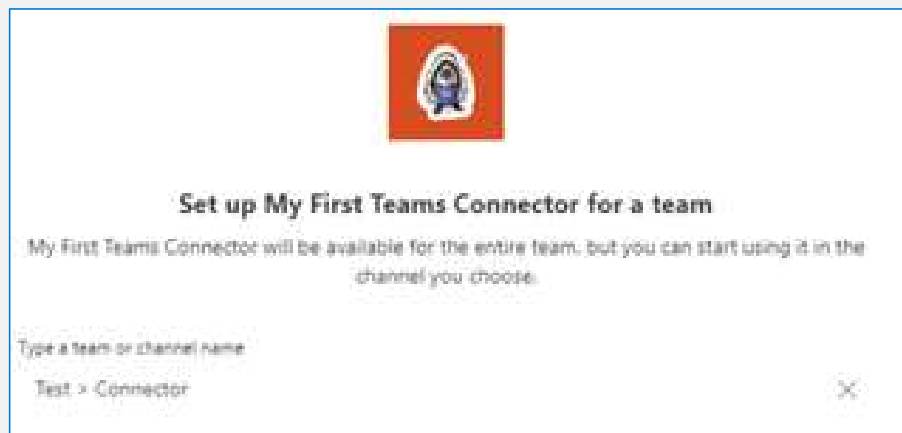 Set up My First Teams Connector for a team
My First Teams Connector will be available for the entire team, but you can start using it in the
channel you choose.
Type a team or channel name
Test > Connector